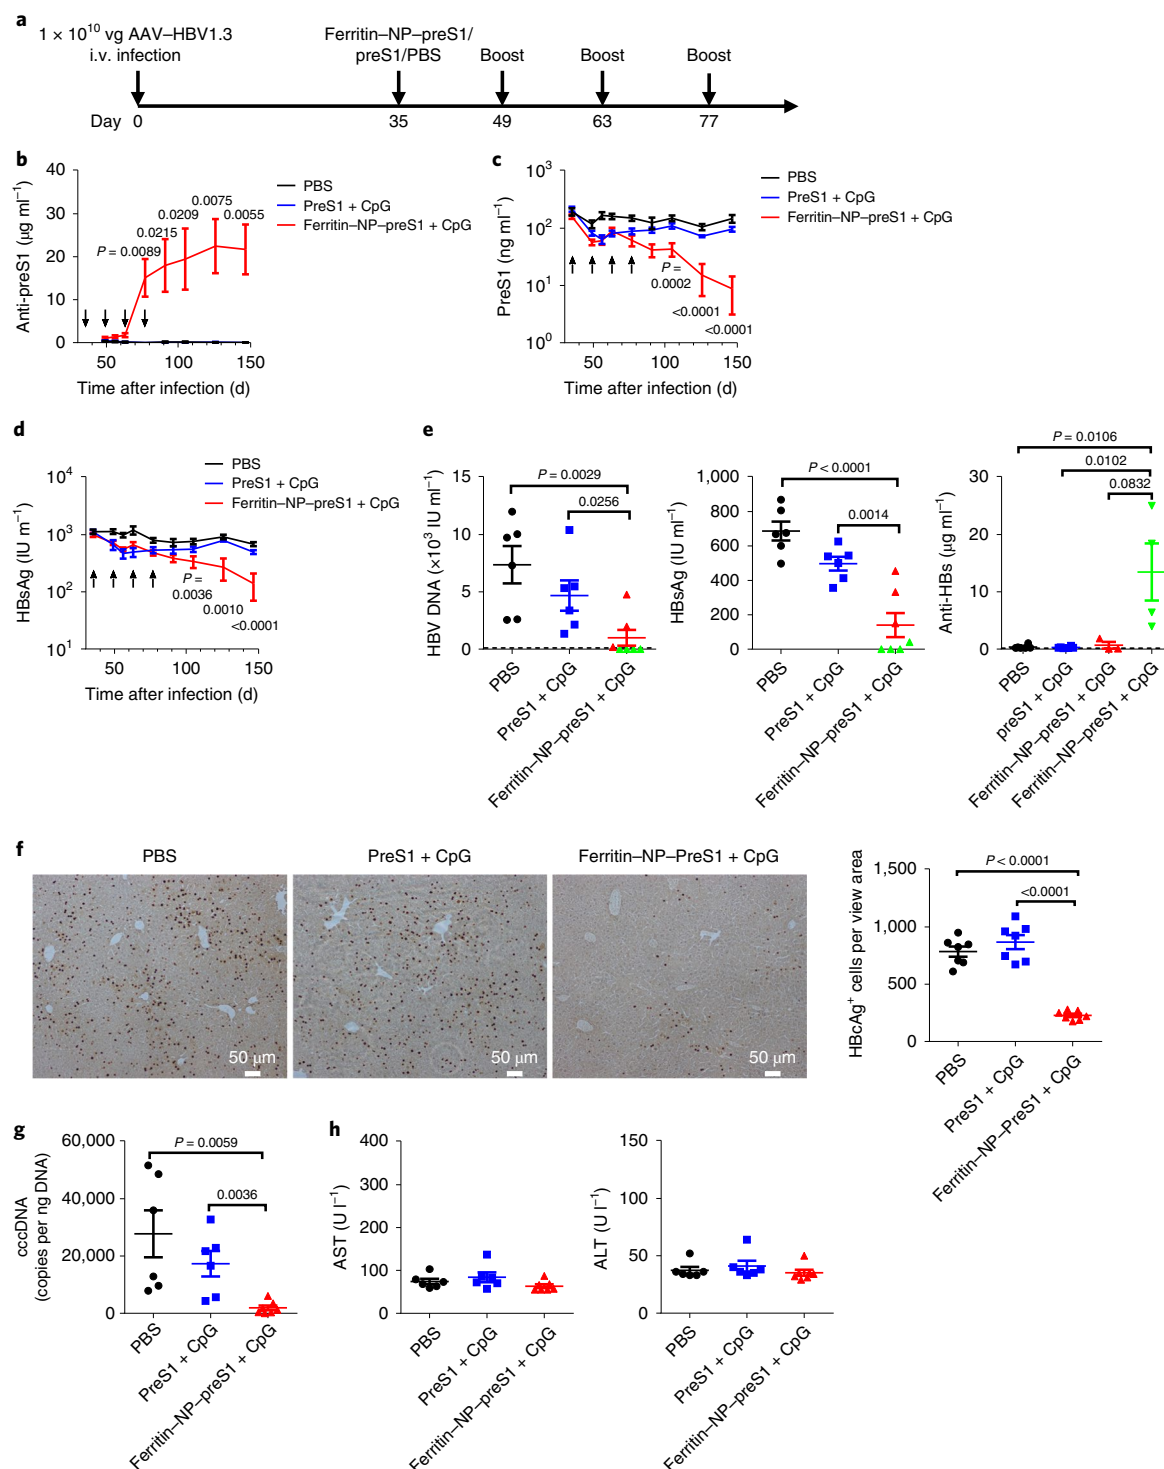 a
1 × 10¹⁰ vg AAV–HBV1.3
i.v. infection
Ferritin–NP–preS1/
preS1/PBS
Boost
Boost
Boost
Day
0
35
49
63
77
b
Anti-preS1 (µg ml⁻¹)
40
30
20
10
0
0
50
100
150
Time after infection (d)
P = 0.0089
0.0215
0.0209
0.0075
0.0055
PBS
PreS1 + CpG
Ferritin–NP–preS1 + CpG
c
PreS1 (ng ml⁻¹)
10³
10²
10¹
10⁰
50
100
150
Time after infection (d)
P =
0.0002
<0.0001
<0.0001
PBS
PreS1 + CpG
Ferritin–NP–preS1 + CpG
d
HBsAg (IU m⁻¹)
10⁴
10³
10²
10¹
50
100
150
Time after infection (d)
P =
0.0036
0.0010
<0.0001
PBS
PreS1 + CpG
Ferritin–NP–preS1 + CpG
e
HBV DNA (×10³ IU ml⁻¹)
15
10
5
0
P = 0.0029
0.0256
PBS
PreS1 + CpG
Ferritin–NP–preS1 + CpG
HBsAg (IU ml⁻¹)
1,000
800
600
400
200
0
P < 0.0001
0.0014
PBS
PreS1 + CpG
Ferritin–NP–preS1 + CpG
Anti-HBs (µg ml⁻¹)
30
20
10
0
P = 0.0106
0.0102
0.0832
PBS
preS1 + CpG
Ferritin–NP–preS1 + CpG
Ferritin–NP–preS1 + CpG
f
PBS
PreS1 + CpG
Ferritin–NP–PreS1 + CpG
50 µm
50 µm
50 µm
HBcAg⁺ cells per view area
1,500
1,000
500
0
P < 0.0001
<0.0001
PBS
PreS1 + CpG
Ferritin–NP–PreS1 + CpG
g
cccDNA
(copies per ng DNA)
60,000
40,000
20,000
0
P = 0.0059
0.0036
PBS
PreS1 + CpG
Ferritin–NP–preS1 + CpG
h
AST (U l⁻¹)
400
300
200
100
0
PBS
PreS1 + CpG
Ferritin–NP–preS1 + CpG
ALT (U l⁻¹)
150
100
50
0
PBS
PreS1 + CpG
Ferritin–NP–preS1 + CpG